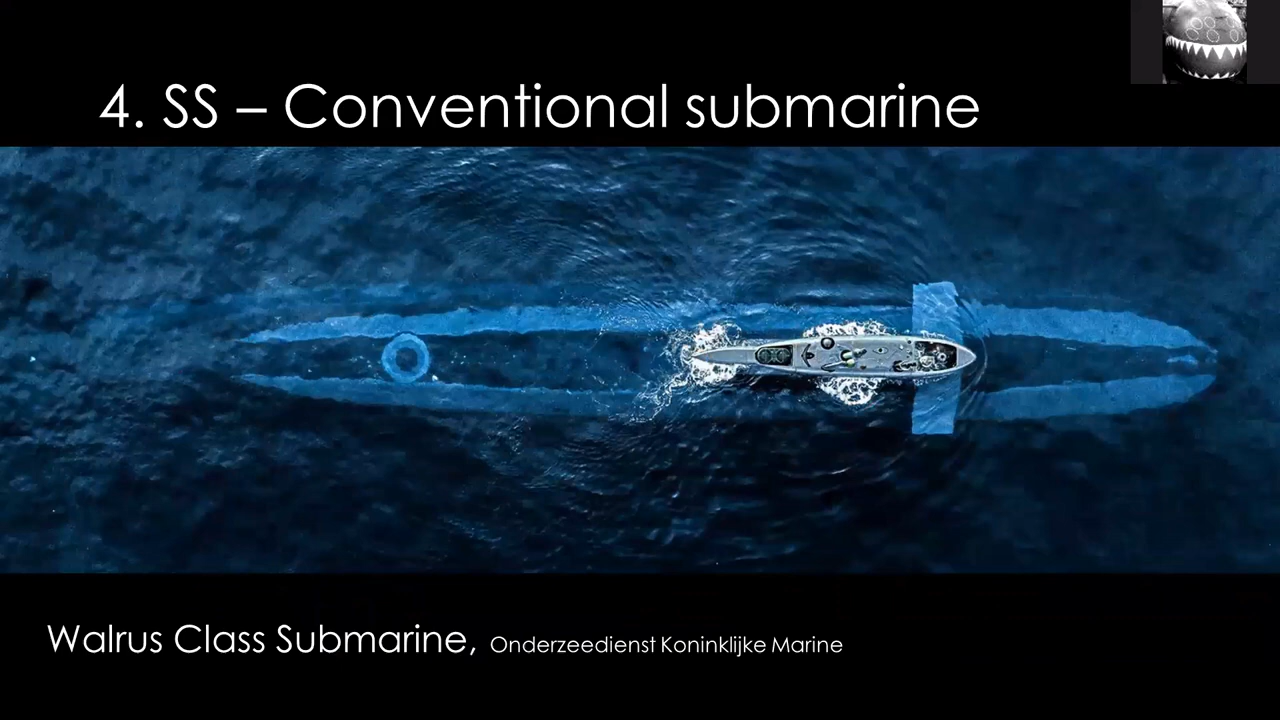 4. SS – Conventional submarine
Walrus Class Submarine, Onderzeedienst Koninklijke Marine